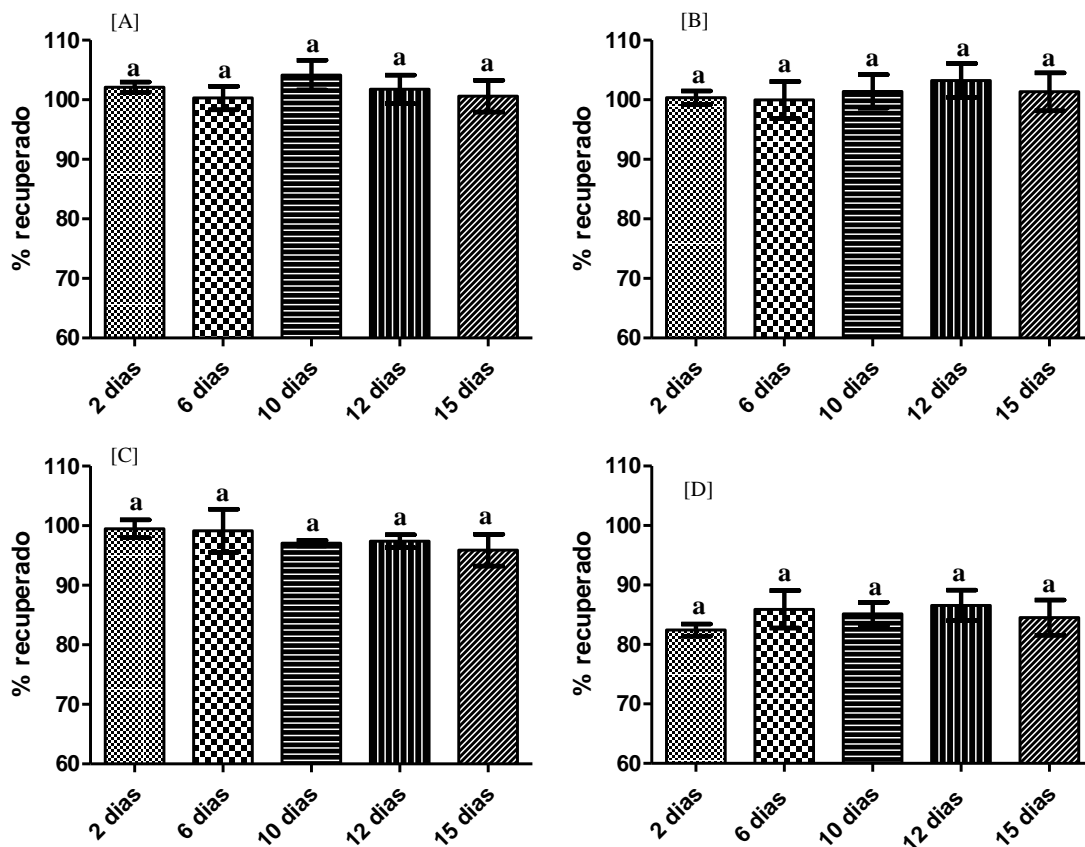 [A]
% recuperado
110
100
90
80
70
60
a
a
a
a
a
2 dias
6 dias
10 dias
12 dias
15 dias
[B]
% recuperado
110
100
90
80
70
60
a
a
a
a
a
2 dias
6 dias
10 dias
12 dias
15 dias
[C]
% recuperado
110
100
90
80
70
60
a
a
a
a
a
2 dias
6 dias
10 dias
12 dias
15 dias
[D]
% recuperado
110
100
90
80
70
60
a
a
a
a
a
2 dias
6 dias
10 dias
12 dias
15 dias